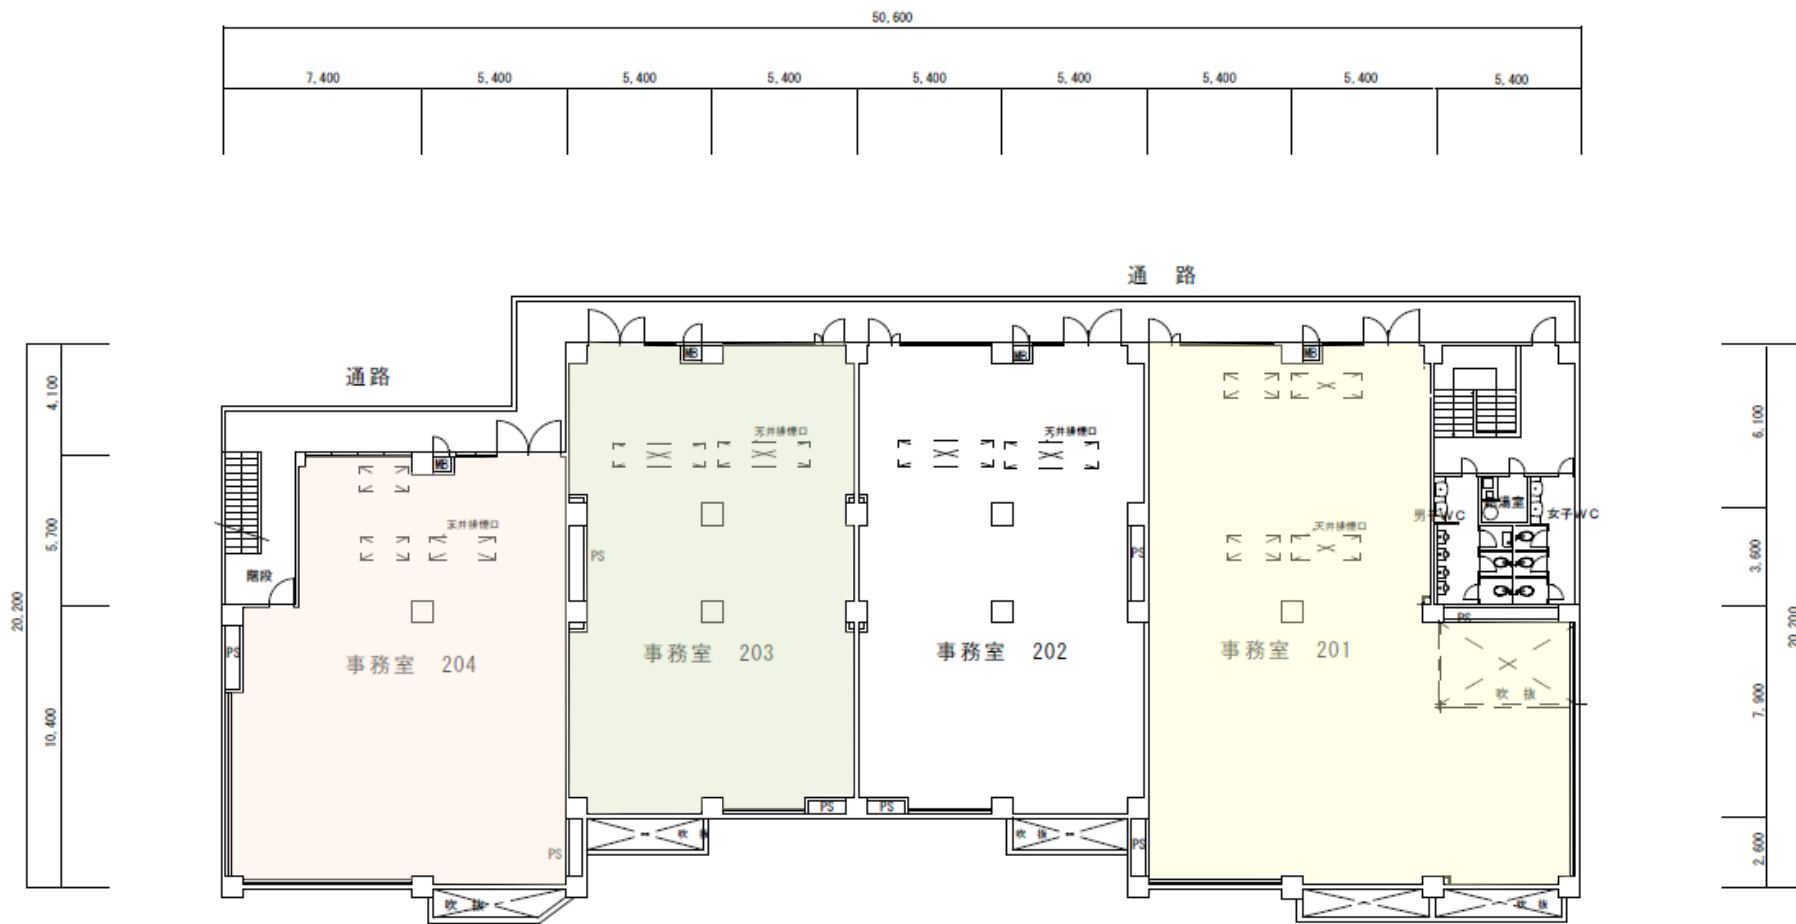 50,600
7,400 5,400 5,400 5,400 5,400 5,400 5,400 5,400 5,400
通 路
通路
4,100
5,700
10,400
20,200
6,100
3,600
7,900
2,600
20,200
MB
MB
MB
MB
天井排煙口
天井排煙口
天井排煙口
天井排煙口
階段
男子WC
湯室
女子WC
PS
PS
PS
PS
事務室 204
事務室 203
事務室 202
事務室 201
吹 抜
PS
PS
PS
PS
吹 抜
吹 抜
吹 抜
吹 抜